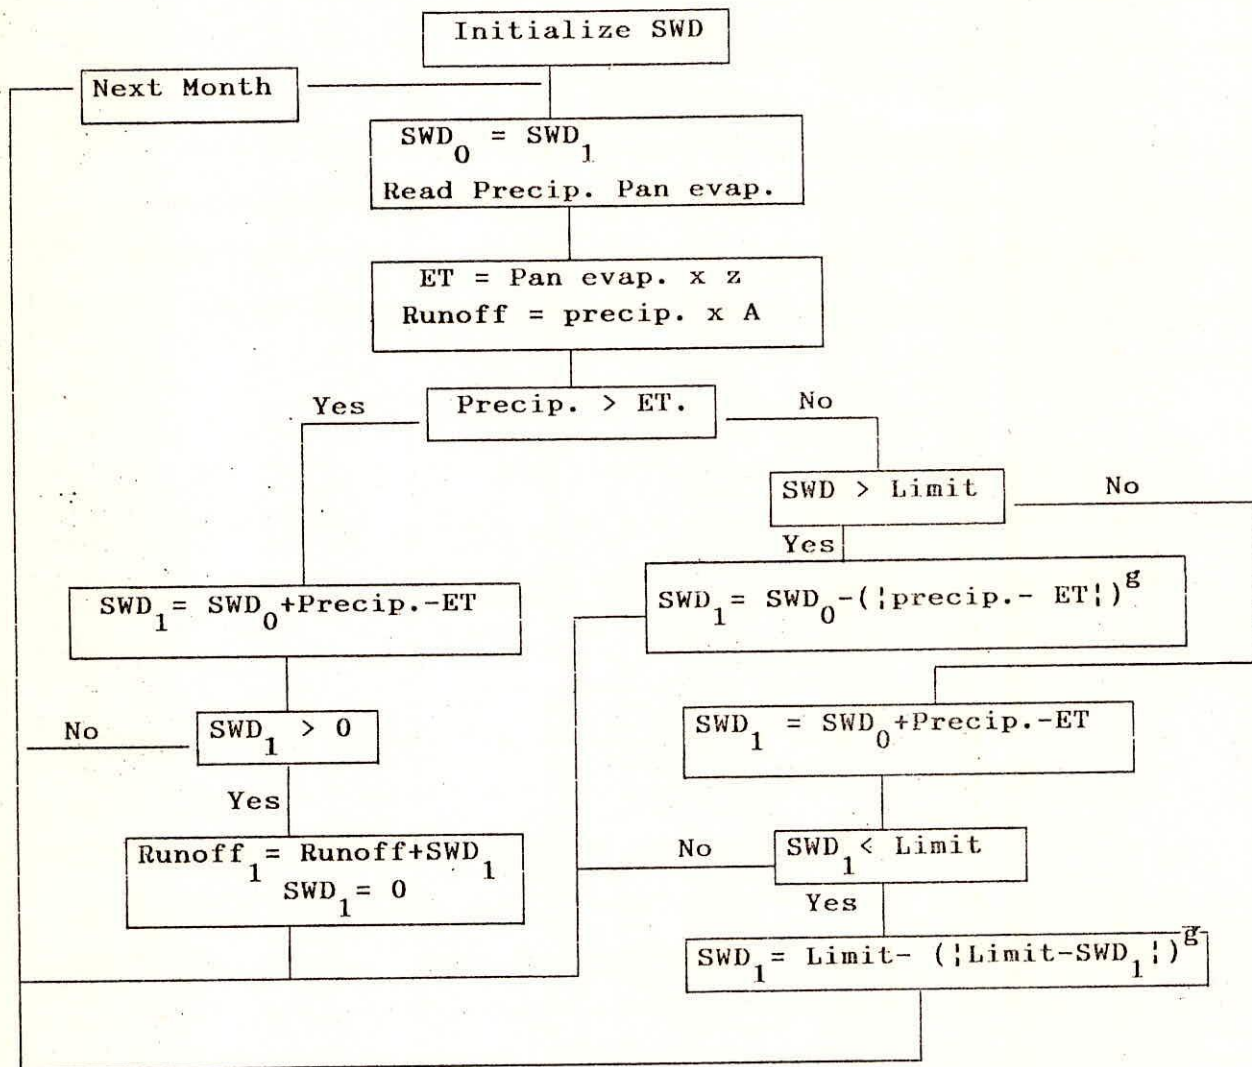 Initialize SWD
Next Month
SWD₀ = SWD₁
Read Precip. Pan evap.
ET = Pan evap. x z
Runoff = precip. x A
Yes
Precip. > ET.
No
SWD > Limit
No
Yes
SWD₁= SWD₀+Precip.-ET
SWD₁= SWD₀-(¦precip.- ET¦)ᵍ
No
SWD₁ > 0
SWD₁ = SWD₀+Precip.-ET
Yes
Runoff₁= Runoff+SWD₁
SWD₁= 0
No
SWD₁< Limit
Yes
SWD₁= Limit- (¦Limit-SWD₁¦)ᵍ